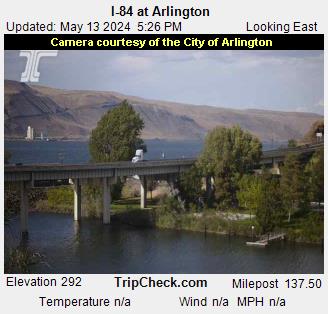 I-84 at Arlington
Updated: May 13 2024 5:26 PM Looking East
Camera courtesy of the City of Arlington
Elevation 292 TripCheck.com Milepost 137.50
Temperature n/a Wind n/a MPH n/a